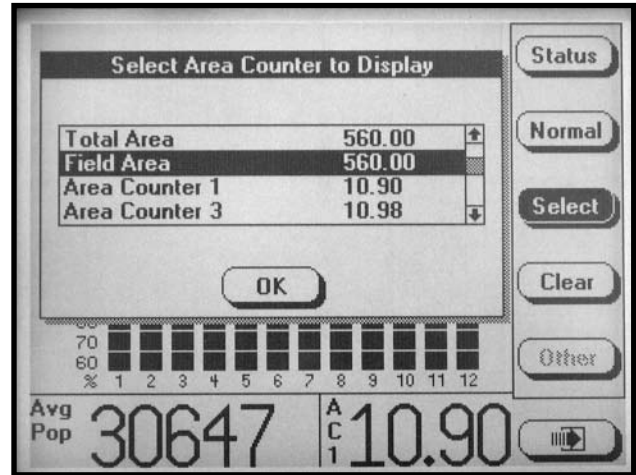 Select Area Counter to Display
Total Area 560.00
Field Area 560.00
Area Counter 1 10.90
Area Counter 3 10.98
OK
Status
Normal
Select
Clear
Other
70
60
% 1 2 3 4 5 6 7 8 9 10 11 12
Avg
Pop
30647
A
C
1
10.90